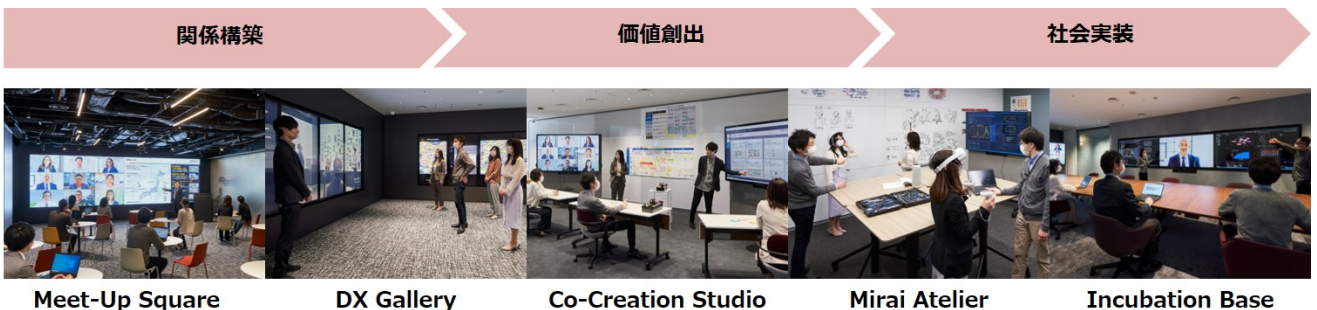 関係構築
価値創出
社会実装
Meet-Up Square
DX Gallery
Co-Creation Studio
Mirai Atelier
Incubation Base